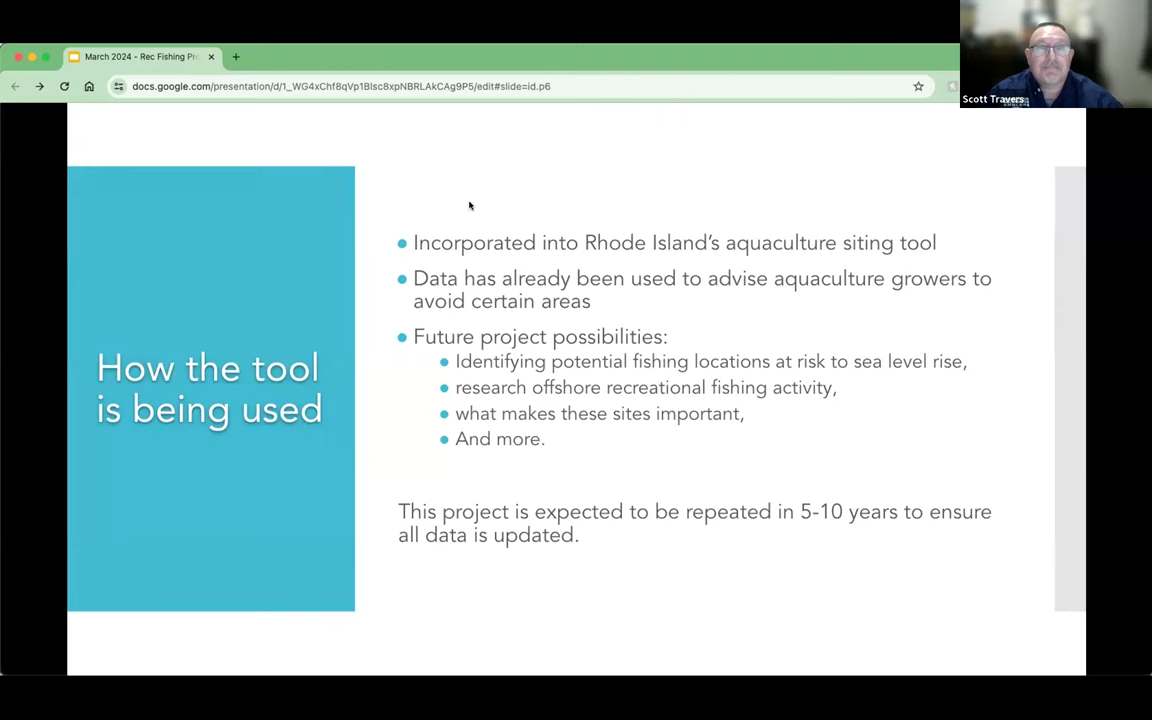 March 2024 - Rec Fishing Pr
docs.google.com/presentation/d/1_WG4xChf8qVp1Blsc8xpNBRLAkCAg9P5/edit#slide=id.p6
Scott Travers
How the tool
is being used
Incorporated into Rhode Island’s aquaculture siting tool
Data has already been used to advise aquaculture growers to
avoid certain areas
Future project possibilities:
Identifying potential fishing locations at risk to sea level rise,
research offshore recreational fishing activity,
what makes these sites important,
And more.
This project is expected to be repeated in 5-10 years to ensure
all data is updated.